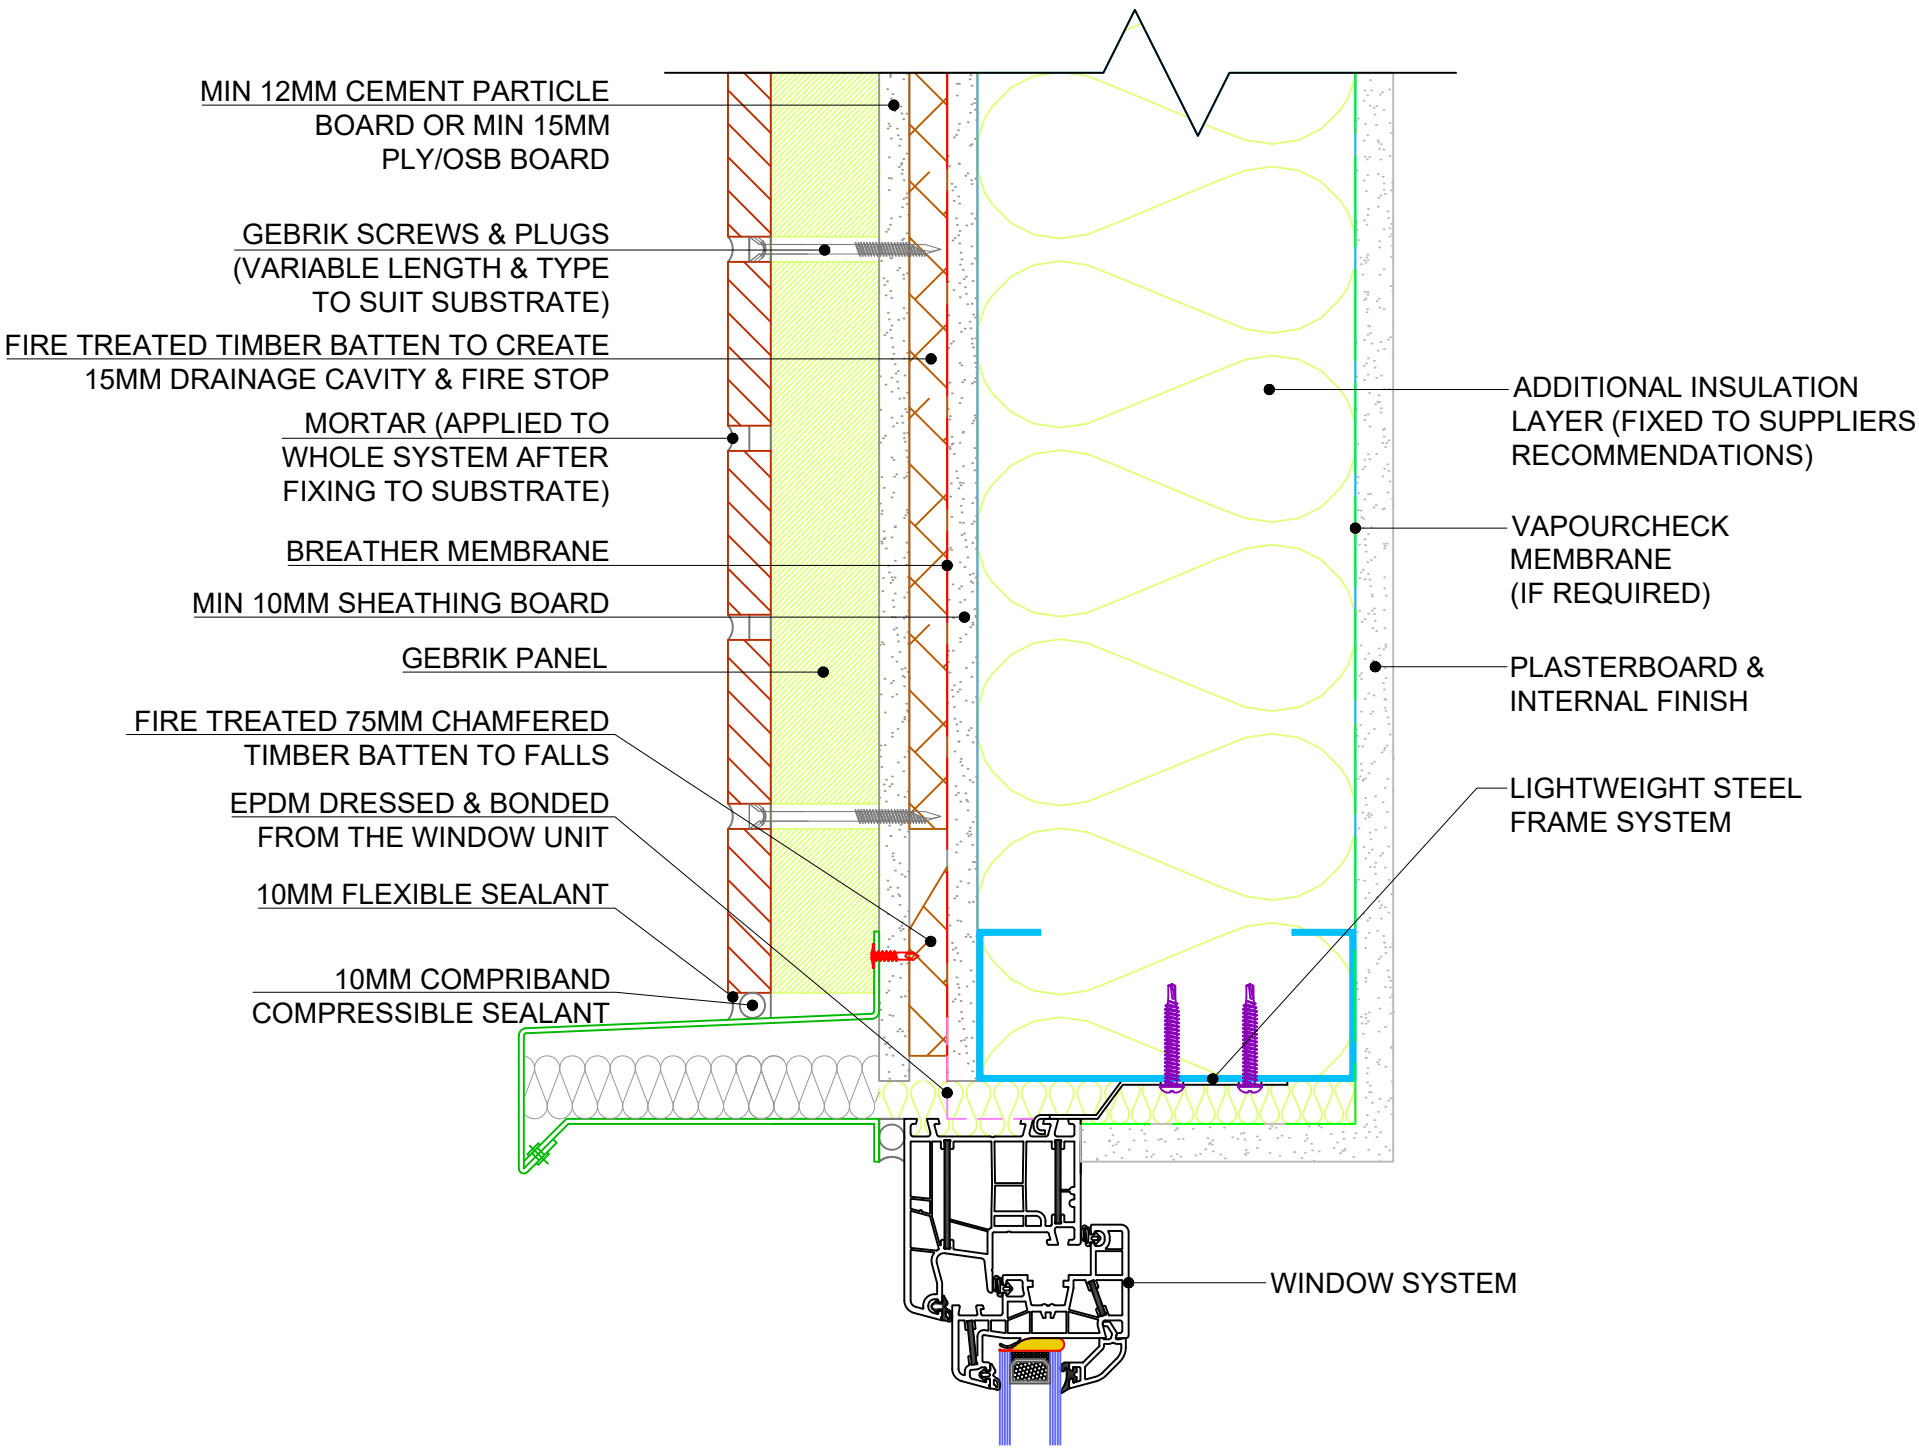 MIN 12MM CEMENT PARTICLE
BOARD OR MIN 15MM
PLY/OSB BOARD
GEBRIK SCREWS & PLUGS
(VARIABLE LENGTH & TYPE
TO SUIT SUBSTRATE)
FIRE TREATED TIMBER BATTEN TO CREATE
15MM DRAINAGE CAVITY & FIRE STOP
MORTAR (APPLIED TO
WHOLE SYSTEM AFTER
FIXING TO SUBSTRATE)
BREATHER MEMBRANE
MIN 10MM SHEATHING BOARD
GEBRIK PANEL
FIRE TREATED 75MM CHAMFERED
TIMBER BATTEN TO FALLS
EPDM DRESSED & BONDED
FROM THE WINDOW UNIT
10MM FLEXIBLE SEALANT
10MM COMPRIBAND
COMPRESSIBLE SEALANT
ADDITIONAL INSULATION
LAYER (FIXED TO SUPPLIERS
RECOMMENDATIONS)
VAPOURCHECK
MEMBRANE
(IF REQUIRED)
PLASTERBOARD &
INTERNAL FINISH
LIGHTWEIGHT STEEL
FRAME SYSTEM
WINDOW SYSTEM